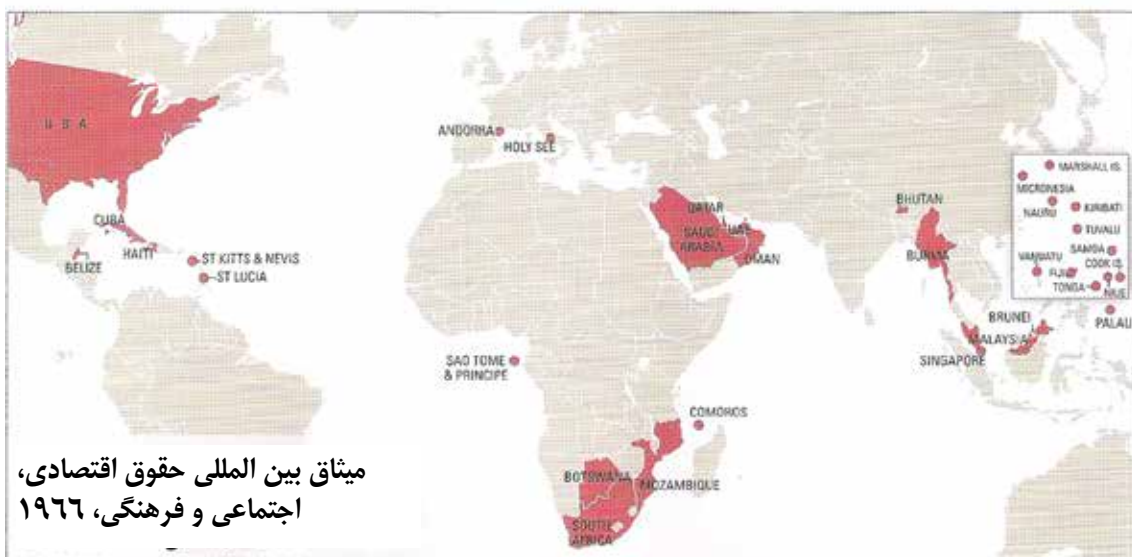 U S A
CUBA
HAITI
BELIZE
ST KITTS & NEVIS
ST LUCIA
ANDORRA
HOLY SEE
SAO TOME
& PRINCIPE
QATAR
UAE
SAUDI
ARABIA
OMAN
COMOROS
BOTSWANA
MOZAMBIQUE
SOUTH
AFRICA
BHUTAN
BURMA
BRUNEI
MALAYSIA
SINGAPORE
MARSHALL IS.
MICRONESIA
NAURU
KIRIBATI
TUVALU
SAMOA
VANUATU
COOK IS.
FIJI
TONGA
NIUE
PALAU
میثاق بین المللی حقوق اقتصادی،
اجتماعی و فرهنگی، ١٩٦٦